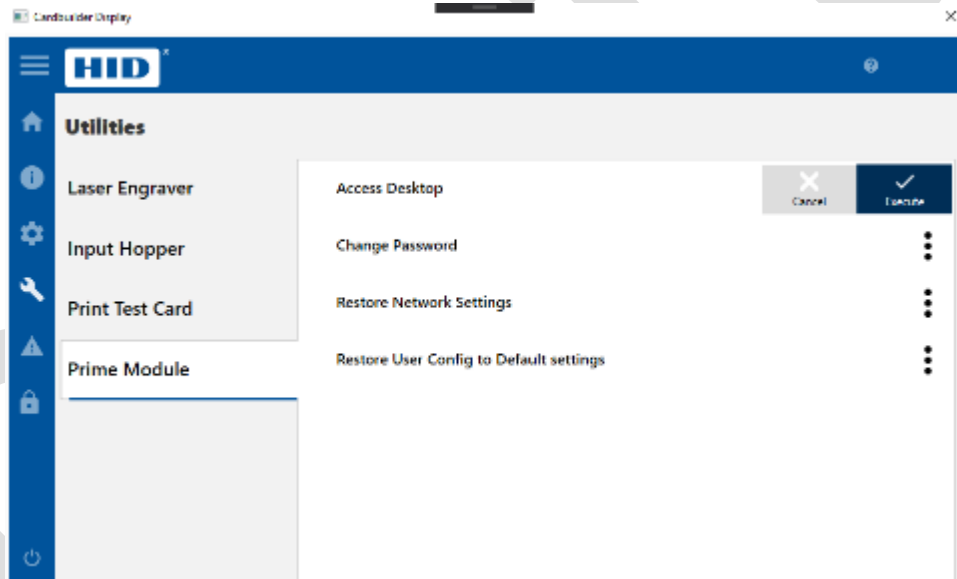 Cardbuilder Display
HID
Utilities
Laser Engraver
Input Hopper
Print Test Card
Prime Module
Access Desktop
Cancel
Execute
Change Password
Restore Network Settings
Restore User Config to Default settings